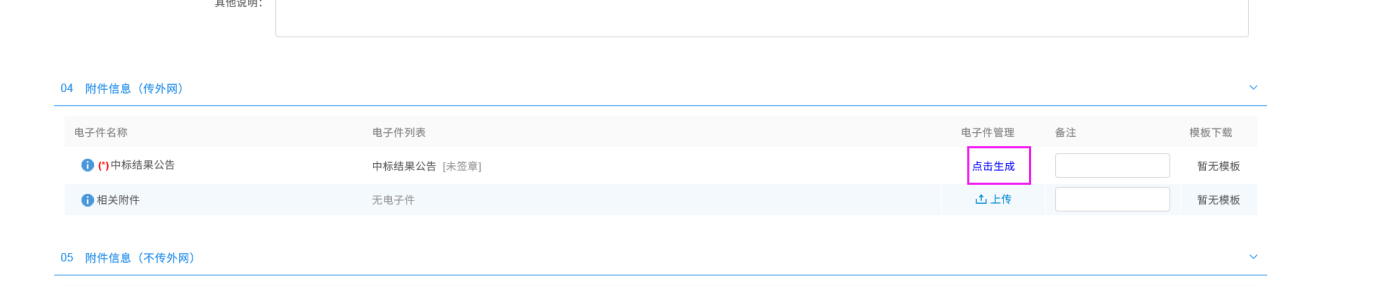 其他说明：
04 附件信息（传外网）
电子件名称 电子件列表 电子件管理 备注 模板下载
(*)中标结果公告 中标结果公告 [未签章] 点击生成 暂无模板
相关附件 无电子件 上传 暂无模板
05 附件信息（不传外网）